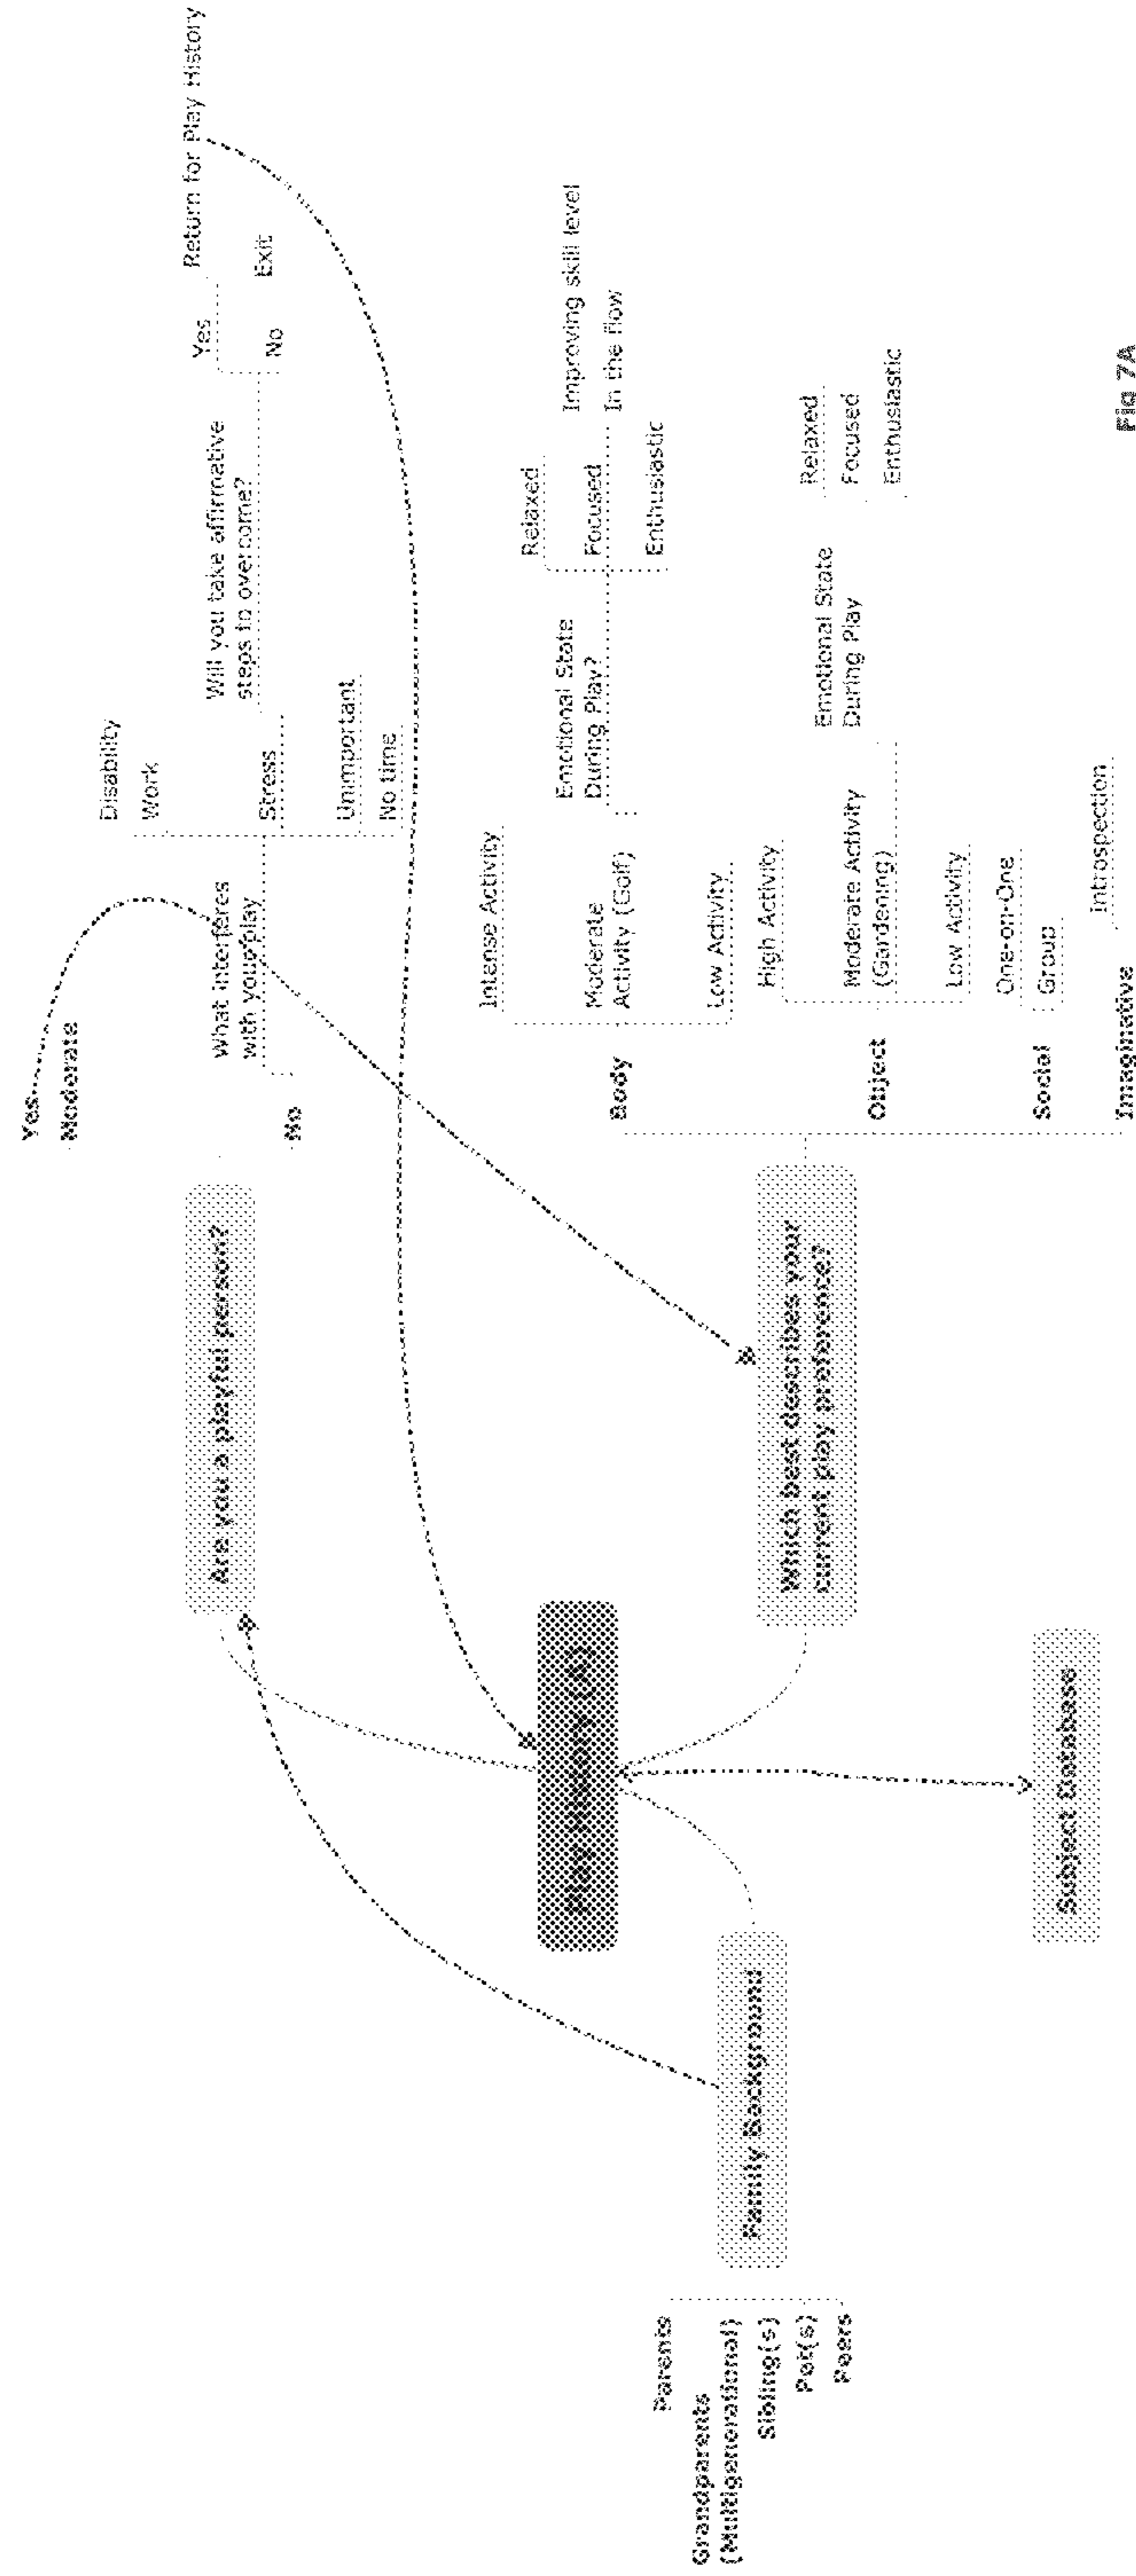 Yes
Moderate
Are you a playful person?
No
What interferes
with your play
Disability
Work
Stress
Unimportant
No time
Will you take affirmative
steps to overcome?
Yes
No
Return for Play History
Exit
Play History
Which best describes your
current play preference?
Body
Intense Activity
Moderate
Activity (Golf)
Low Activity
Emotional State
During Play?
Relaxed
Focused
Enthusiastic
Improving skill level
In the flow
Object
High Activity
Moderate Activity
(Gardening)
Low Activity
Emotional State
During Play
Relaxed
Focused
Enthusiastic
Social
One-on-One
Group
Imaginative
Introspection
Family Background
Parents
Grandparents
(Multigenerational)
Sibling(s)
Pet(s)
Peers
Subject Database
Fig 7A